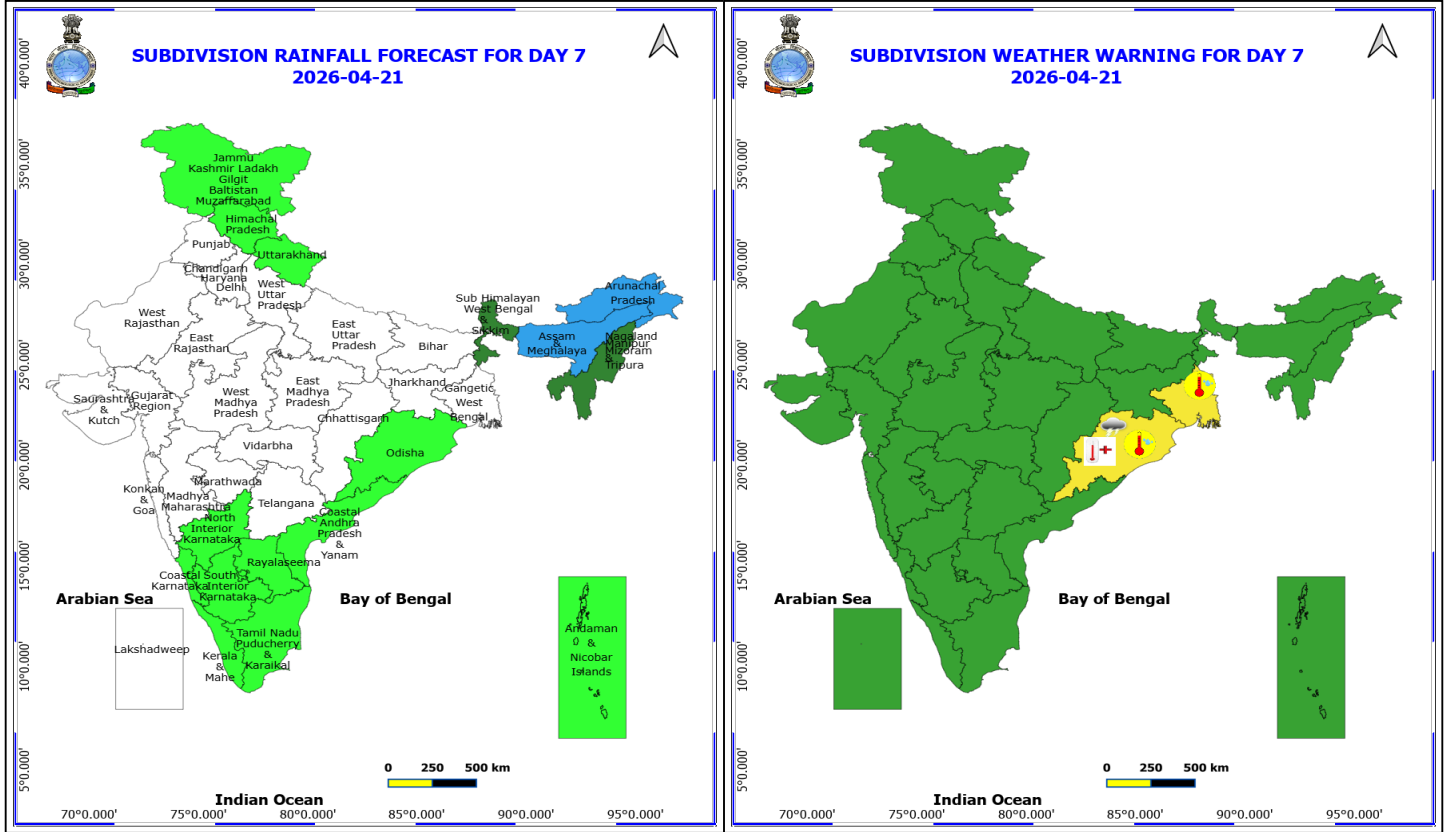 SUBDIVISION RAINFALL FORECAST FOR DAY 7
2026-04-21
40°0.000'
35°0.000'
30°0.000'
25°0.000'
20°0.000'
15°0.000'
10°0.000'
5°0.000'
Jammu
Kashmir Ladakh
Gilgit
Baltistan
Muzaffarabad
Himachal
Pradesh
Punjab
Uttarakhand
Chandigarh
Haryana
Delhi
West
Uttar
Pradesh
Arunachal
Pradesh
Sub Himalayan
West Bengal
&
Sikkim
West
Rajasthan
East
Rajasthan
East
Uttar
Pradesh
Bihar
Assam
&
Meghalaya
Nagaland
Manipur
Mizoram
&
Tripura
Saurashtra
&
Kutch
Gujarat
Region
West
Madhya
Pradesh
East
Madhya
Pradesh
Jharkhand
Gangetic
West
Bengal
Chhattisgarh
Vidarbha
Odisha
Konkan
&
Goa
Marathwada
Madhya
Maharashtra
Telangana
North
Interior
Karnataka
Coastal
Andhra
Pradesh
&
Yanam
Rayalaseema
Coastal
Karnataka
South
Interior
Karnataka
Arabian Sea
Bay of Bengal
Lakshadweep
Kerala
&
Mahe
Tamil Nadu
Puducherry
&
Karaikal
Andaman
&
Nicobar
Islands
0 250 500 km
Indian Ocean
70°0.000' 75°0.000' 80°0.000' 85°0.000' 90°0.000' 95°0.000'
SUBDIVISION WEATHER WARNING FOR DAY 7
2026-04-21
40°0.000'
35°0.000'
30°0.000'
25°0.000'
20°0.000'
15°0.000'
10°0.000'
5°0.000'
Arabian Sea
Bay of Bengal
0 250 500 km
Indian Ocean
70°0.000' 75°0.000' 80°0.000' 85°0.000' 90°0.000' 95°0.000'